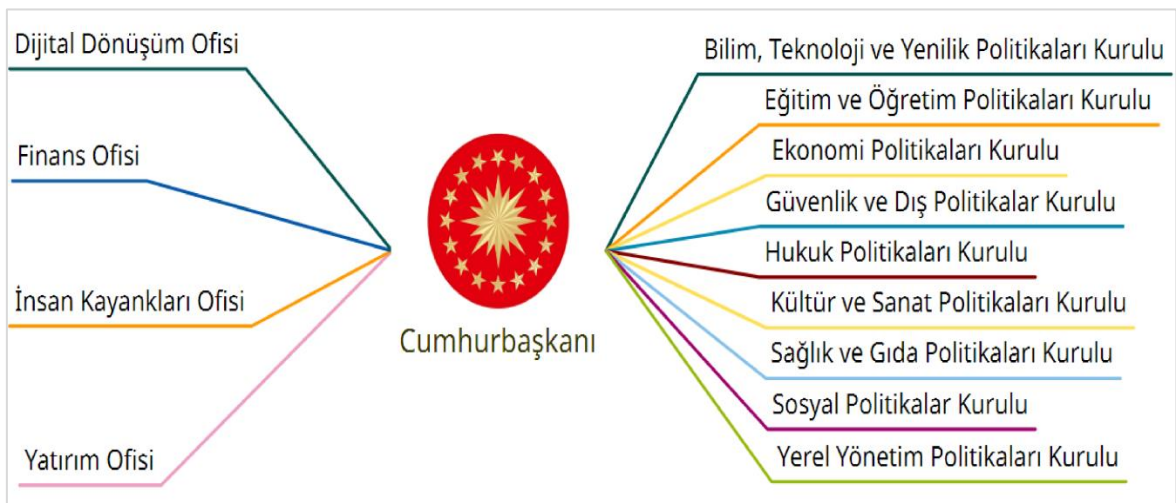 Dijital Dönüşüm Ofisi
Finans Ofisi
İnsan Kayankları Ofisi
Yatırım Ofisi
Cumhurbaşkanı
Bilim, Teknoloji ve Yenilik Politikaları Kurulu
Eğitim ve Öğretim Politikaları Kurulu
Ekonomi Politikaları Kurulu
Güvenlik ve Dış Politikalar Kurulu
Hukuk Politikaları Kurulu
Kültür ve Sanat Politikaları Kurulu
Sağlık ve Gıda Politikaları Kurulu
Sosyal Politikalar Kurulu
Yerel Yönetim Politikaları Kurulu